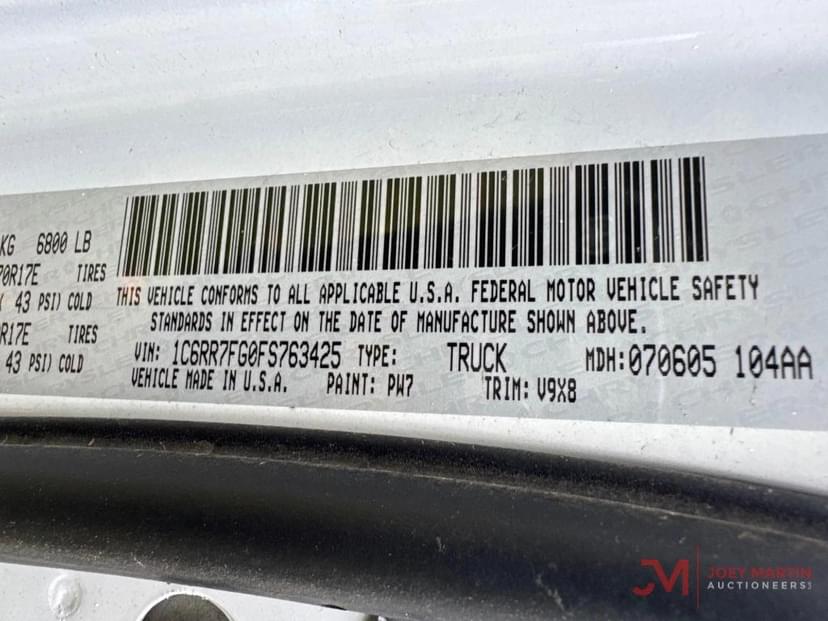 KG 6800 LB
70R17E TIRES
43 PSI) COLD
R17E TIRES
43 PSI) COLD
THIS VEHICLE CONFORMS TO ALL APPLICABLE U.S.A. FEDERAL MOTOR VEHICLE SAFETY
STANDARDS IN EFFECT ON THE DATE OF MANUFACTURE SHOWN ABOVE.
VIN: 1C6RR7FG0FS763425 TYPE: TRUCK MDH:070605 104AA
VEHICLE MADE IN U.S.A. PAINT: PW7 TRIM: V9X8
JM
JOEY MARTIN
AUCTIONEERS